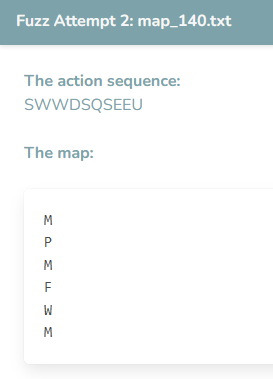 Fuzz Attempt 2: map_140.txt
The action sequence:
SWWDSQSEEU
The map:
M
P
M
F
W
M